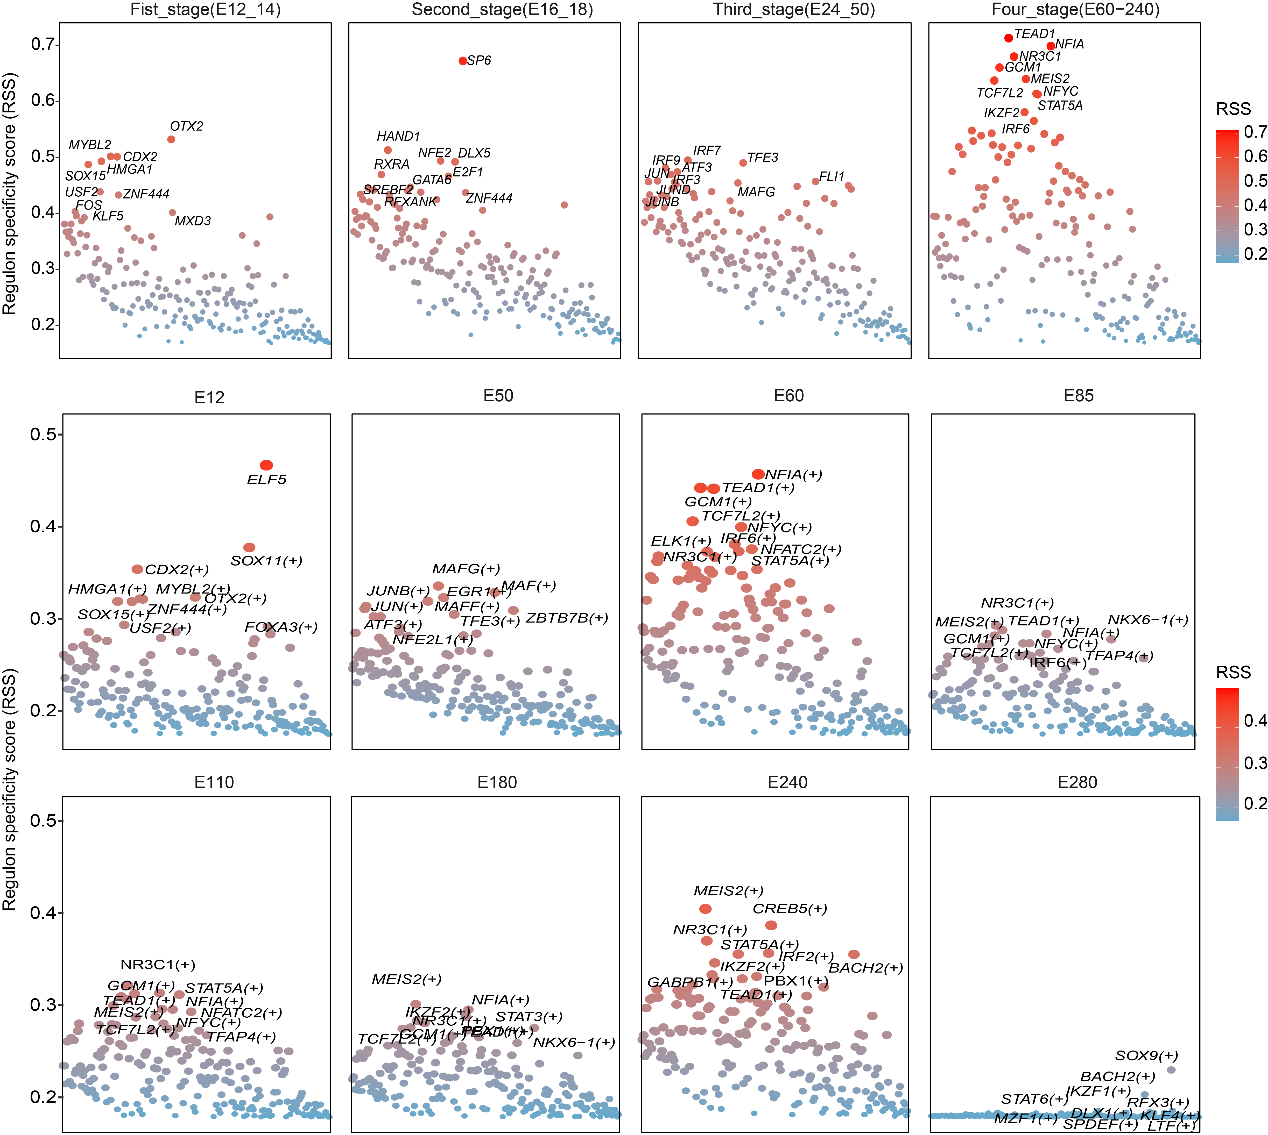 Fist_stage(E12_14)
Second_stage(E16_18)
Third_stage(E24_50)
Four_stage(E60-240)
Regulon specificity score (RSS)
0.7
0.6
0.5
0.4
0.3
0.2
OTX2
MYBL2
CDX2
HMGA1
SOX15
USF2
ZNF444
FOS
KLF5
MXD3
SP6
HAND1
NFE2
DLX5
RXRA
E2F1
GATA6
SREBF2
ZNF444
RFXANK
IRF7
IRF9
TFE3
ATF3
JUN
IRF3
FLI1
JUND
MAFG
JUNB
TEAD1
NFIA
NR3C1
GCM1
MEIS2
TCF7L2
NFYC
STAT5A
IKZF2
IRF6
RSS
0.7
0.6
0.5
0.4
0.3
0.2
E12
E50
E60
E85
Regulon specificity score (RSS)
0.5
0.4
0.3
0.2
ELF5
SOX11(+)
CDX2(+)
HMGA1(+)
MYBL2(+)
OTX2(+)
SOX15(+)
ZNF444(+)
USF2(+)
FOXA3(+)
MAFG(+)
JUNB(+)
EGR1(+)
MAF(+)
JUN(+)
MAFF(+)
ATF3(+)
TFE3(+)
ZBTB7B(+)
NFE2L1(+)
NFIA(+)
TEAD1(+)
GCM1(+)
TCF7L2(+)
NFYC(+)
ELK1(+)
IRF6(+)
NFATC2(+)
NR3C1(+)
STAT5A(+)
NR3C1(+)
MEIS2(+)
TEAD1(+)
NKX6-1(+)
GCM1(+)
NFIA(+)
NFYC(+)
TCF7L2(+)
IRF6(+)
TFAP4(+)
RSS
0.4
0.3
0.2
E110
E180
E240
E280
0.5
0.4
0.3
0.2
NR3C1(+)
GCM1(+)
STAT5A(+)
TEAD1(+)
NFIA(+)
MEIS2(+)
NFATC2(+)
NFYC(+)
TCF7L2(+)
TFAP4(+)
MEIS2(+)
NFIA(+)
IKZF2(+)
STAT3(+)
NR3C1(+)
GCM1(+)
PBX1(+)
TEAD1(+)
TCF7L2(+)
NKX6-1(+)
MEIS2(+)
CREB5(+)
NR3C1(+)
STAT5A(+)
IRF2(+)
IKZF2(+)
BACH2(+)
GABPB1(+)
PBX1(+)
TEAD1(+)
SOX9(+)
BACH2(+)
IKZF1(+)
STAT6(+)
RFX3(+)
DLX1(+)
KLF4(+)
MZF1(+)
SPDEF(+)
LTF(+)